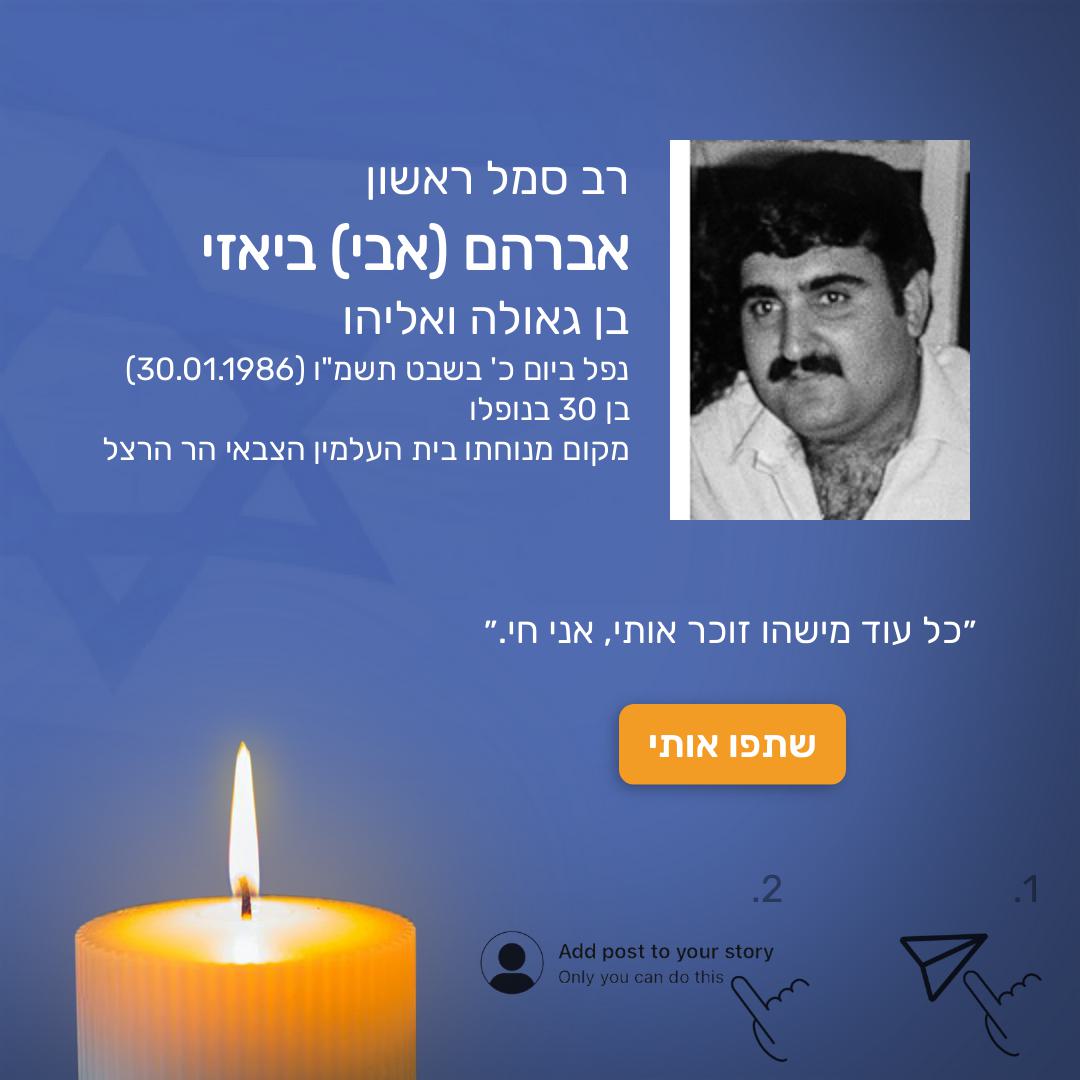 רב סמל ראשון
אברהם (אבי) ביאזי
בן גאולה ואליהו
נפל ביום כ' בשבט תשמ"ו (30.01.1986)
בן 30 בנופלו
מקום מנוחתו בית העלמין הצבאי הר הרצל
״כל עוד מישהו זוכר אותי, אני חי.״
שתפו אותי
1.
2.
Add post to your story
Only you can do this